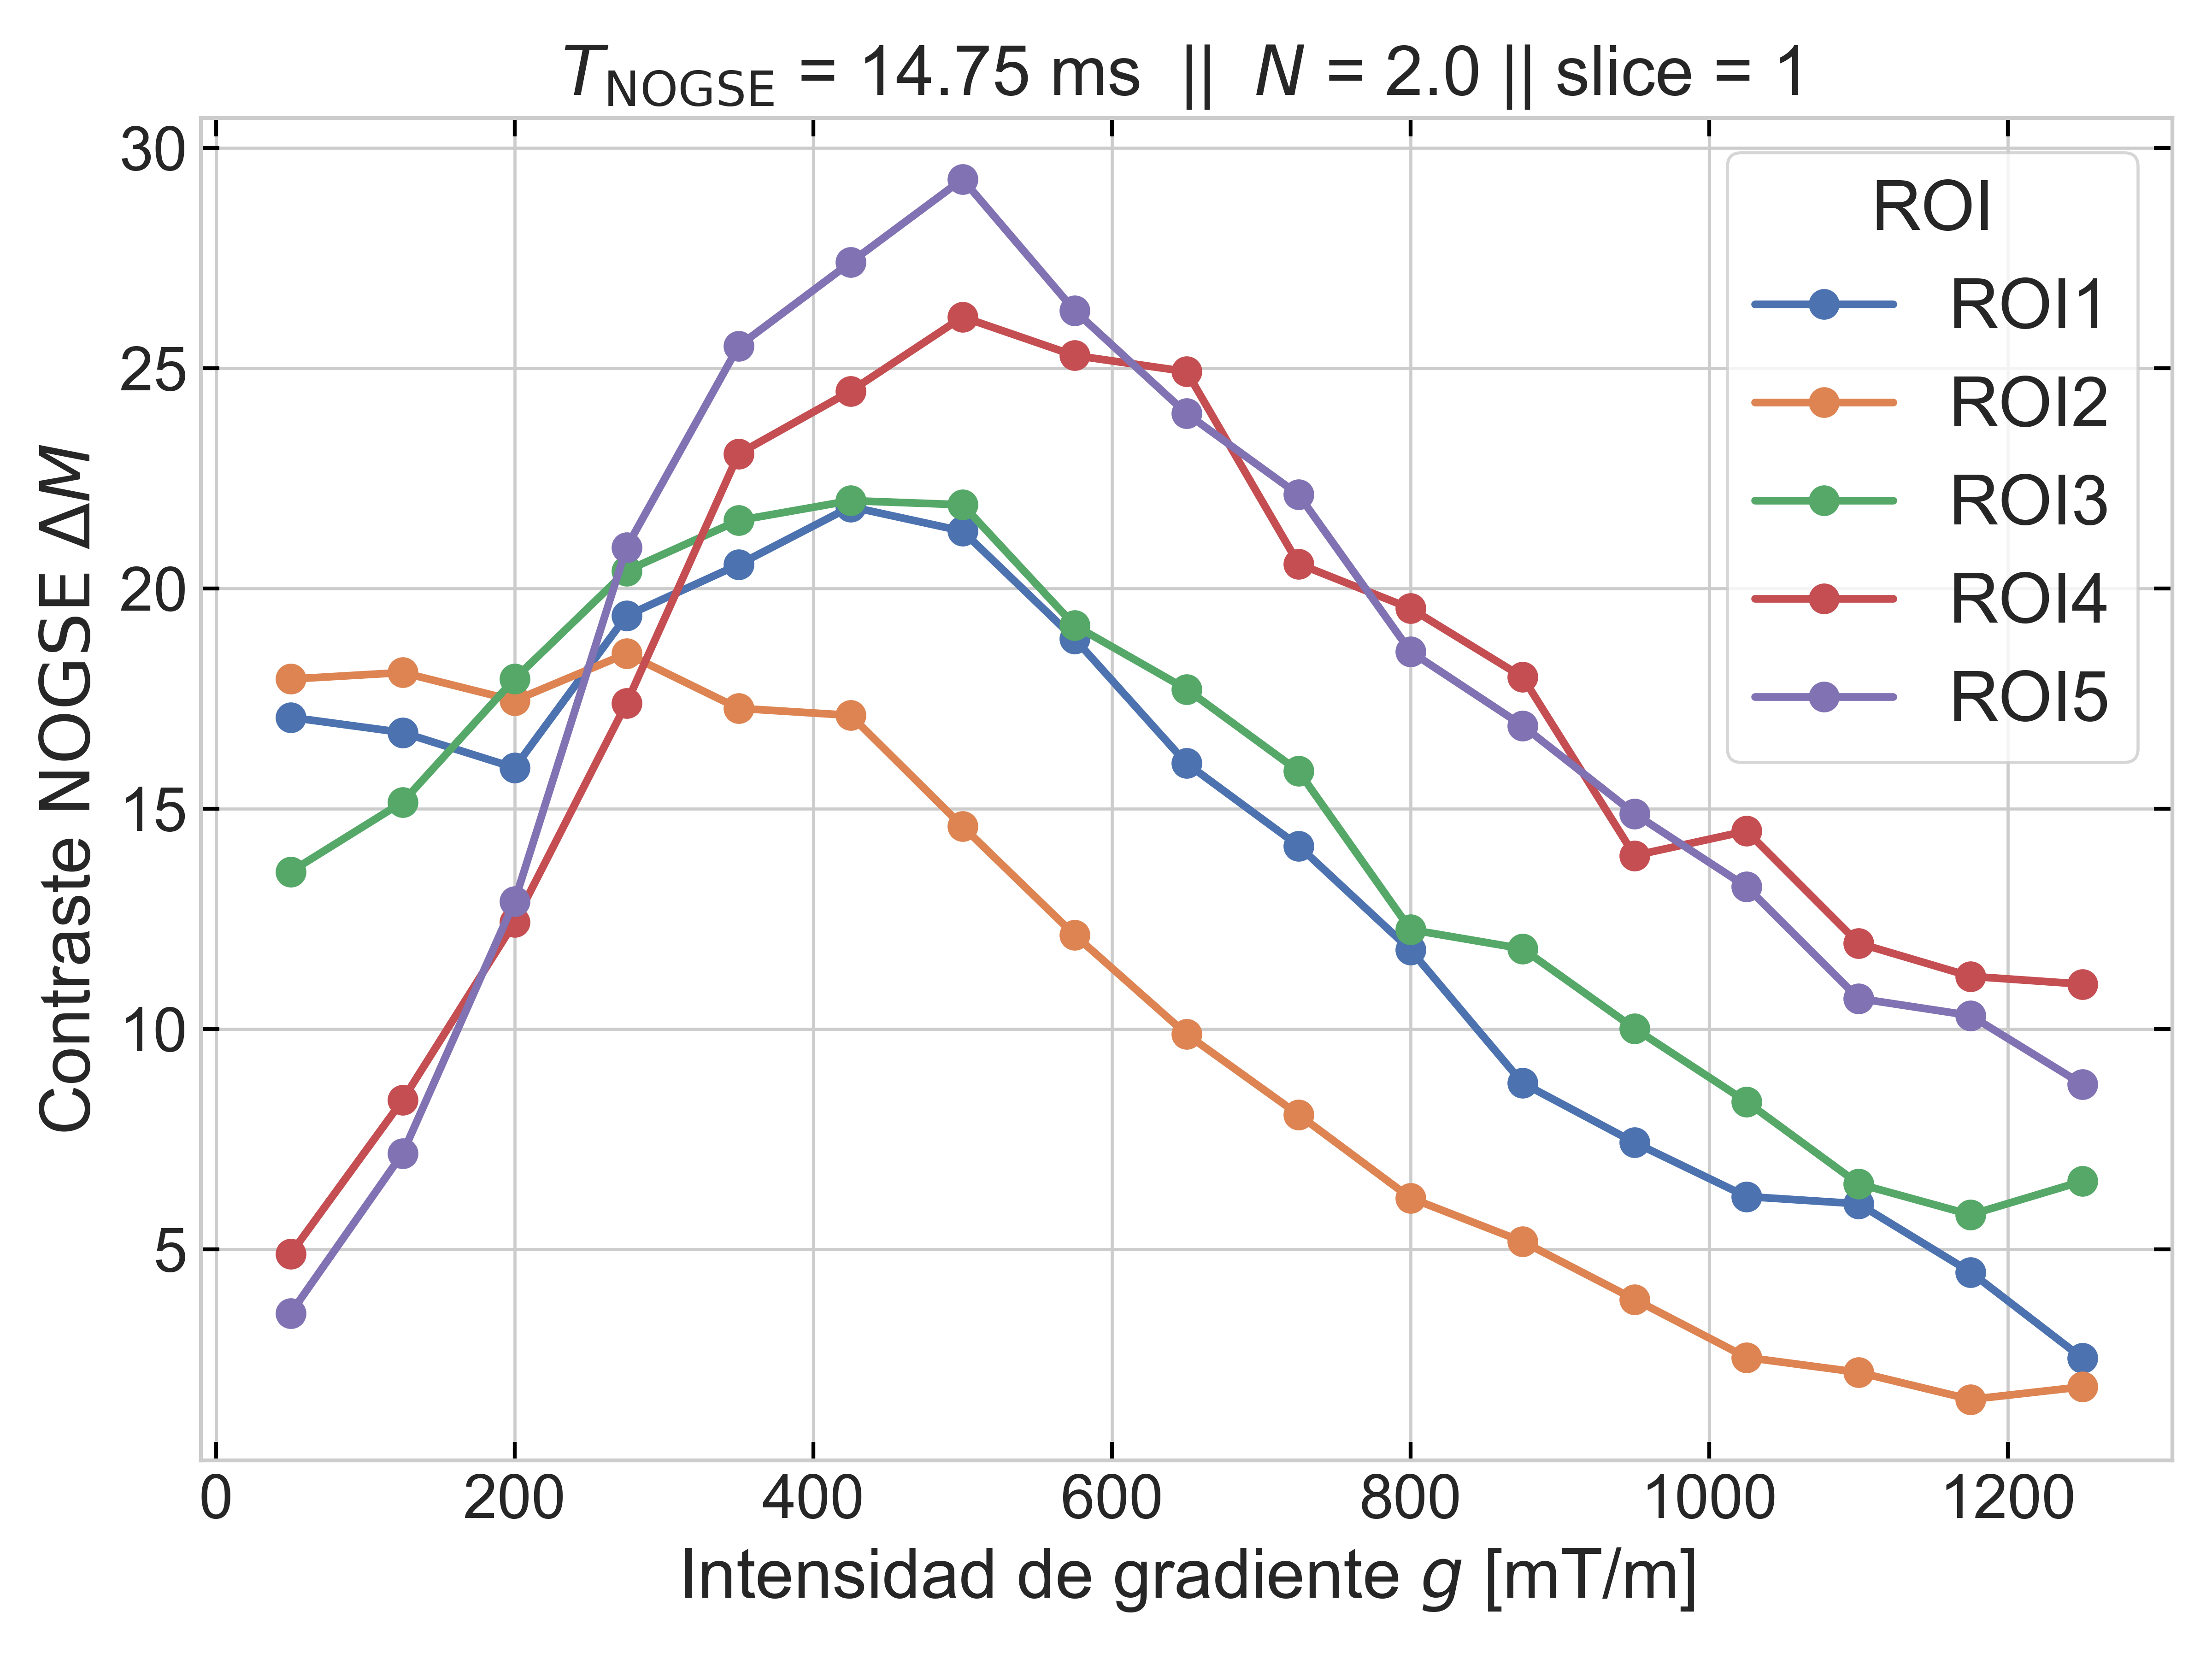 T_NOGSE = 14.75 ms || N = 2.0 || slice = 1
Contraste NOGSE ΔM
30
25
20
15
10
5
ROI
ROI1
ROI2
ROI3
ROI4
ROI5
0 200 400 600 800 1000 1200
Intensidad de gradiente g [mT/m]